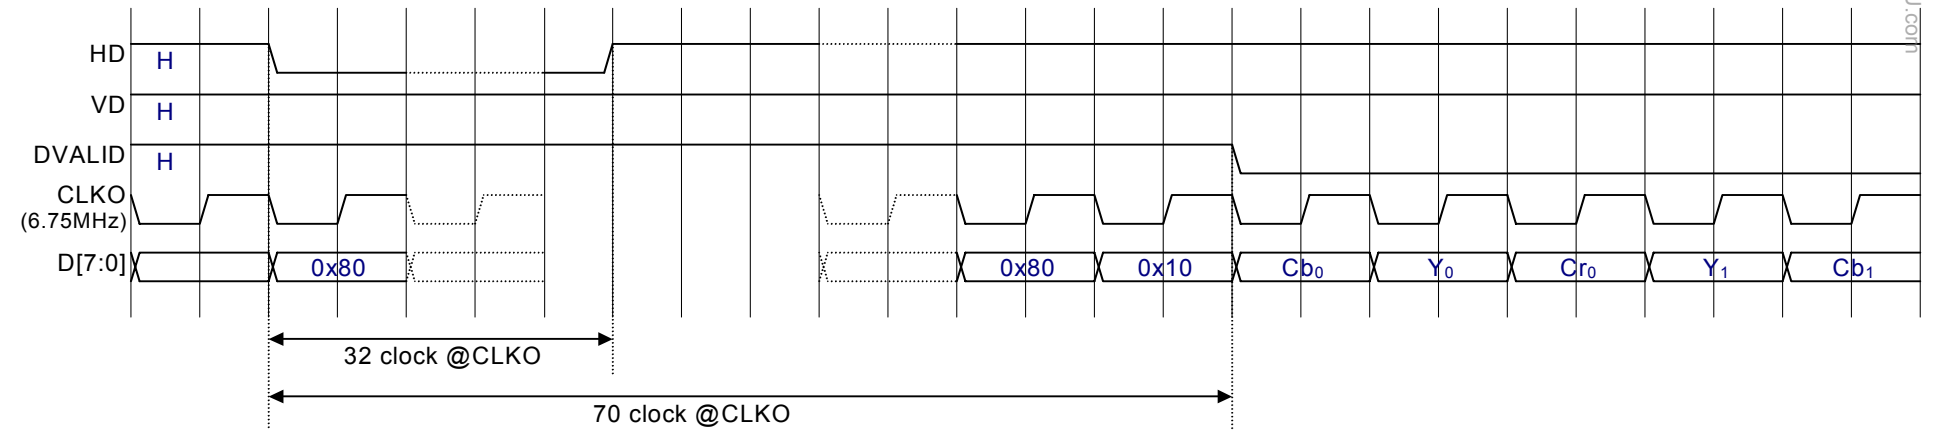 HD H
VD H
DVALID H
CLKO
(6.75MHz)
D[7:0] 0x80 0x80 0x10 Cb0 Y0 Cr0 Y1 Cb1
32 clock @CLKO
70 clock @CLKO
.com